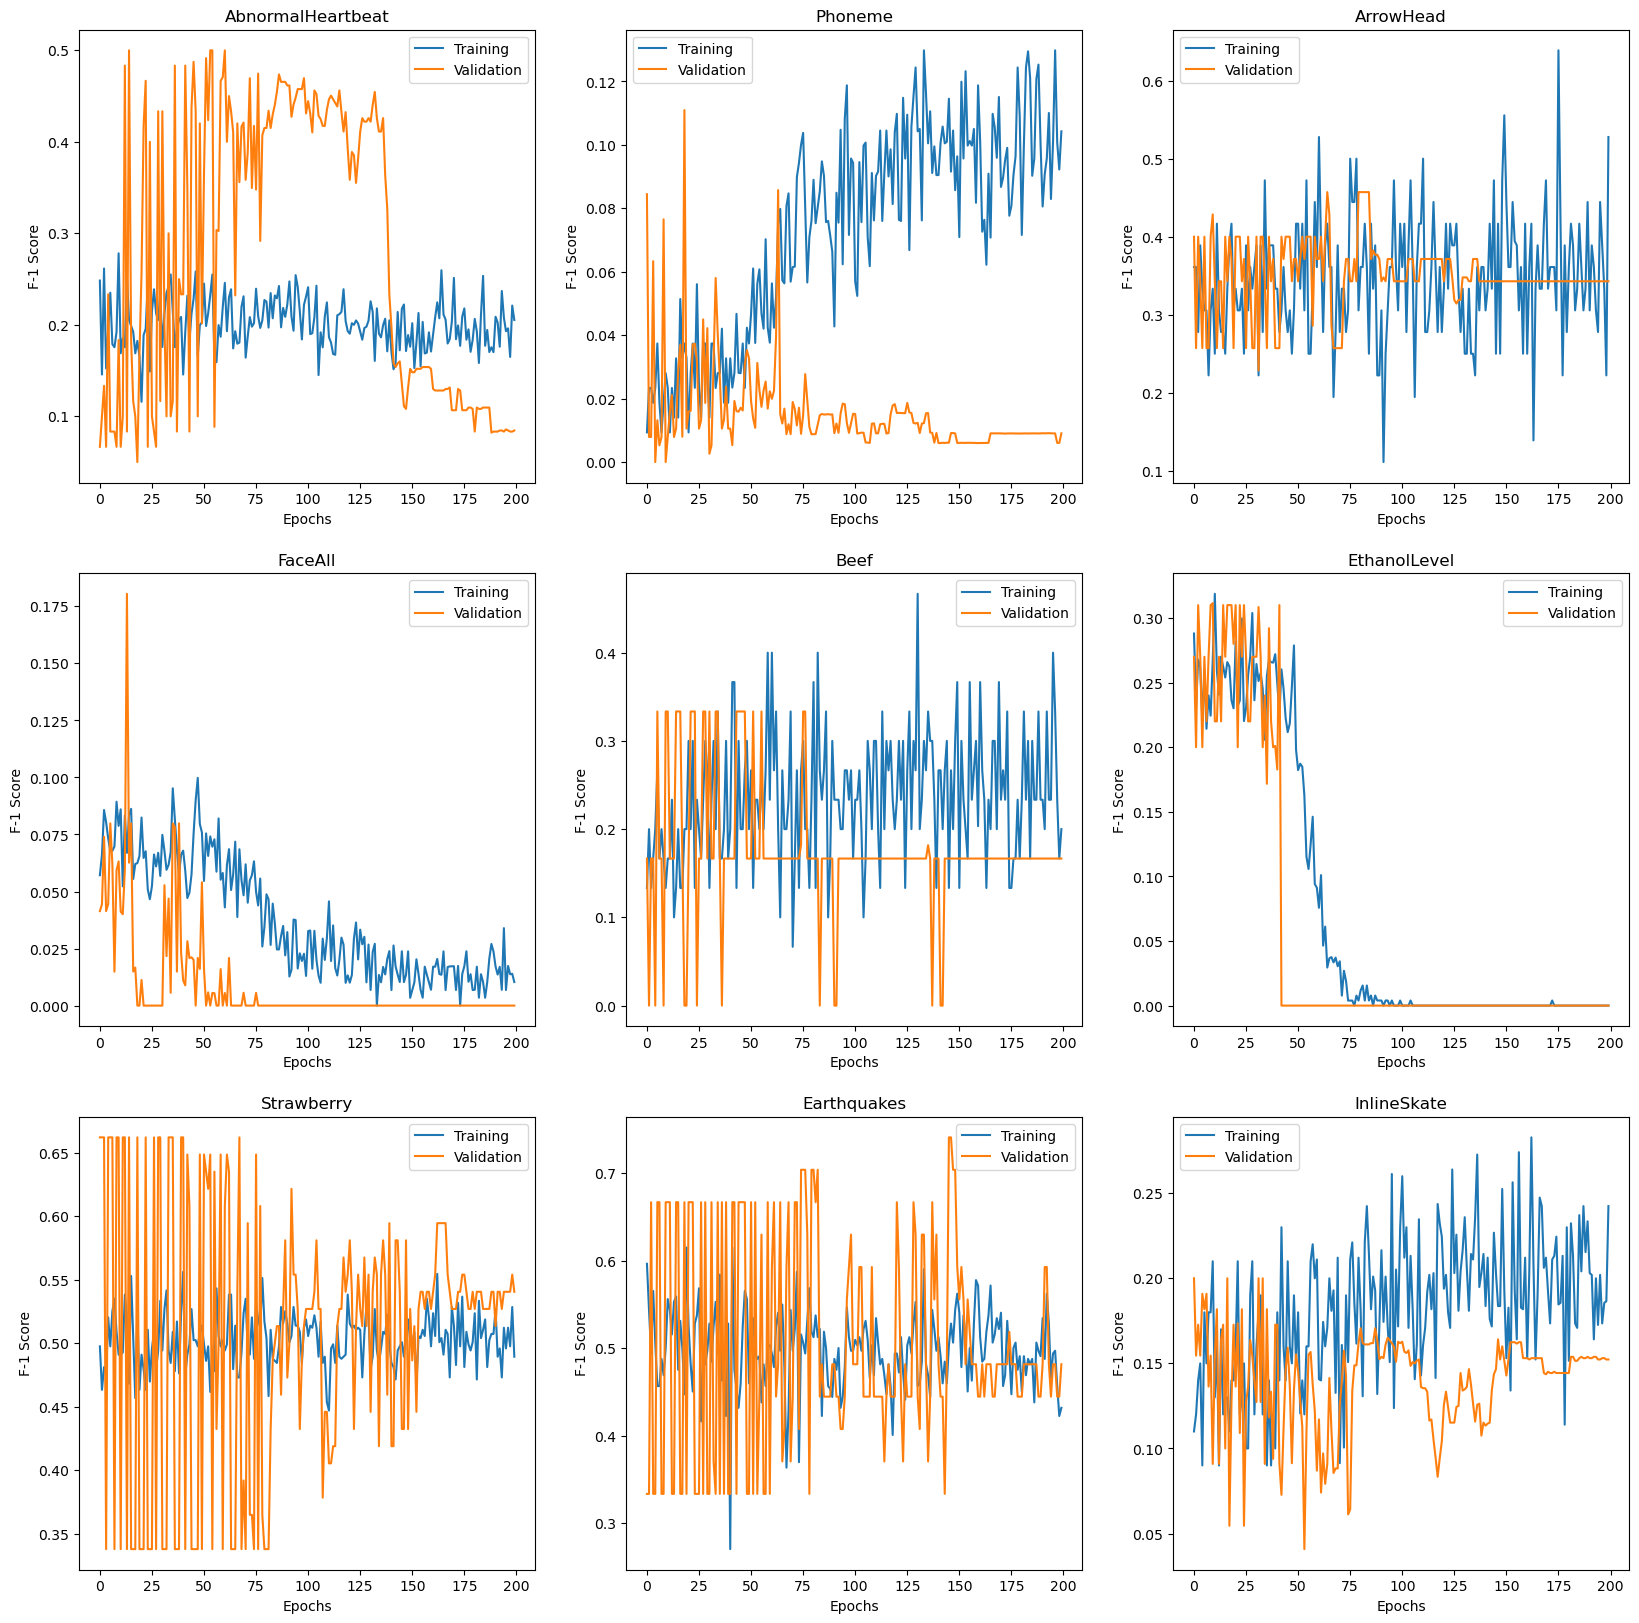 AbnormalHeartbeat
0.5
0.4
0.3
0.2
0.1
F-1 Score
Training
Validation
0 25 50 75 100 125 150 175 200
Epochs
Phoneme
0.12
0.10
0.08
0.06
0.04
0.02
0.00
F-1 Score
Training
Validation
0 25 50 75 100 125 150 175 200
Epochs
ArrowHead
0.6
0.5
0.4
0.3
0.2
0.1
F-1 Score
Training
Validation
0 25 50 75 100 125 150 175 200
Epochs
FaceAll
0.175
0.150
0.125
0.100
0.075
0.050
0.025
0.000
F-1 Score
Training
Validation
0 25 50 75 100 125 150 175 200
Epochs
Beef
0.4
0.3
0.2
0.1
0.0
F-1 Score
Training
Validation
0 25 50 75 100 125 150 175 200
Epochs
EthanolLevel
0.30
0.25
0.20
0.15
0.10
0.05
0.00
F-1 Score
Training
Validation
0 25 50 75 100 125 150 175 200
Epochs
Strawberry
0.65
0.60
0.55
0.50
0.45
0.40
0.35
F-1 Score
Training
Validation
0 25 50 75 100 125 150 175 200
Epochs
Earthquakes
0.7
0.6
0.5
0.4
0.3
F-1 Score
Training
Validation
0 25 50 75 100 125 150 175 200
Epochs
InlineSkate
0.25
0.20
0.15
0.10
0.05
F-1 Score
Training
Validation
0 25 50 75 100 125 150 175 200
Epochs